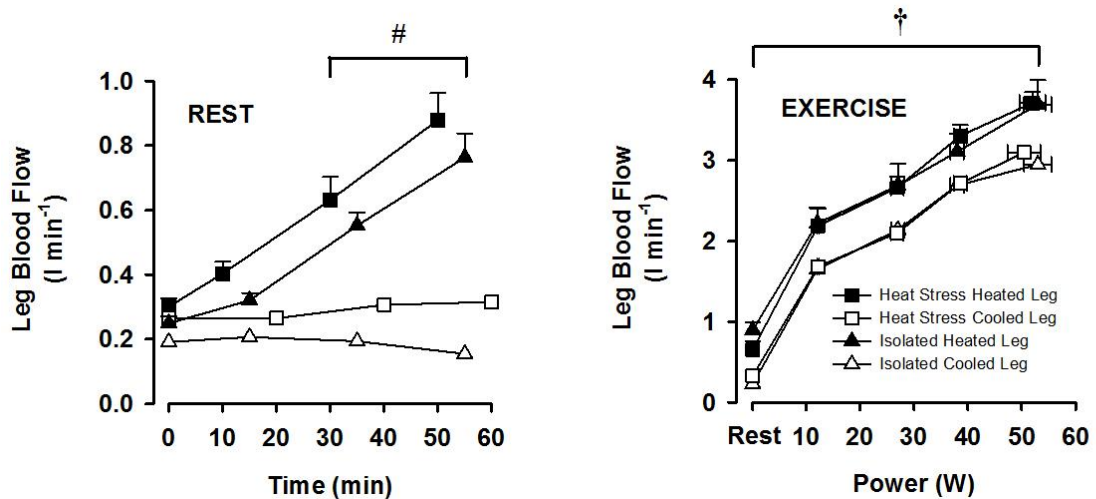 #
REST
Leg Blood Flow
(l min⁻¹)
1.0
0.8
0.6
0.4
0.2
0.0
0 10 20 30 40 50 60
Time (min)
†
EXERCISE
Leg Blood Flow
(l min⁻¹)
4
3
2
1
0
Heat Stress Heated Leg
Heat Stress Cooled Leg
Isolated Heated Leg
Isolated Cooled Leg
Rest 10 20 30 40 50 60
Power (W)